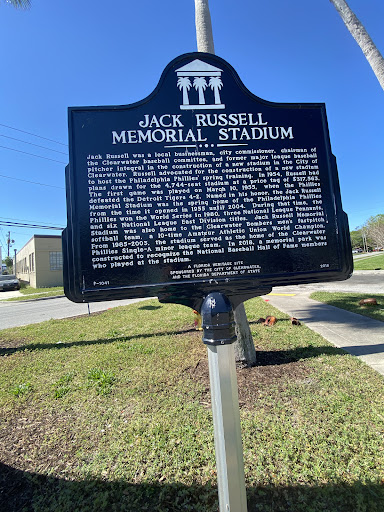 JACK RUSSELL
MEMORIAL STADIUM
Jack Russell was a local businessman, city commissioner, chairman of
the Clearwater baseball committee, and former major league baseball
pitcher integral in the construction of a new stadium in the City of
Clearwater. Russell advocated for the construction of a new stadium
to host the Philadelphia Phillies' spring training. In 1954, Russell had
plans drawn for the 4,744-seat stadium at a price tag of $317,563.
The first game was played on March 10, 1955, when the Phillies
defeated the Detroit Tigers 4-2. Named in his honor, the Jack Russell
Memorial Stadium was the spring home of the Philadelphia Phillies
from the time it opened in 1955 until 2004. During that time, the
Phillies won the World Series in 1980, three National League Pennants,
and six National League East Division titles. Jack Russell Memorial
Stadium was also home to the Clearwater Bombers men's fastpitch
softball team, a 10-time Amateur Athletic Union World Champion.
From 1985-2003, the stadium served as the home of the Clearwater
Phillies Single-A minor league team. In 2018, a memorial park was
constructed to recognize the National Baseball Hall of Fame members
who played at the stadium.
A FLORIDA HERITAGE SITE
SPONSORED BY THE CITY OF CLEARWATER,
AND THE FLORIDA DEPARTMENT OF STATE
F-1041
2019